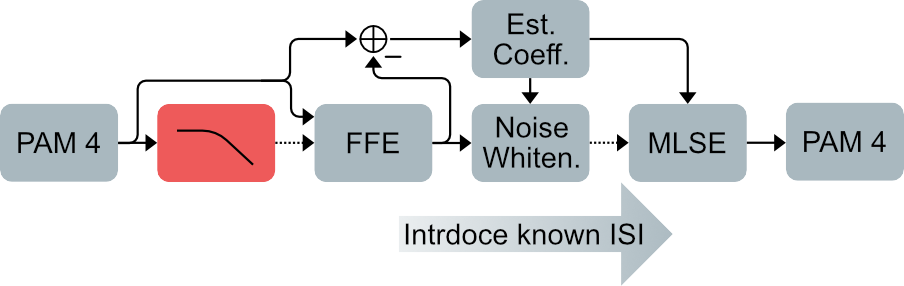 Est.
Coeff.
−
PAM 4
FFE
Noise
Whiten.
MLSE
PAM 4
Intrdoce known ISI